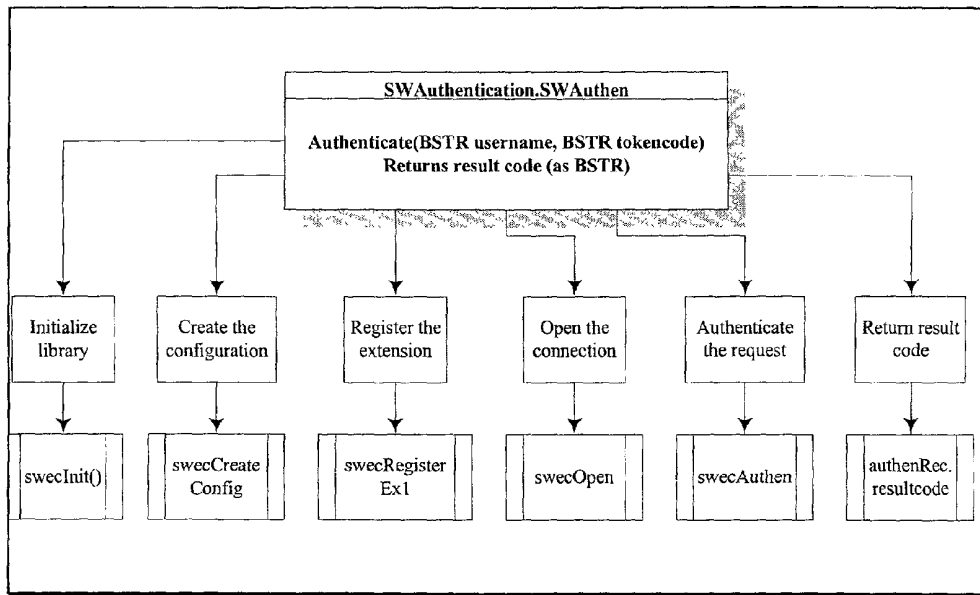 SWAuthentication.SWAuthen
Authenticate(BSTR username, BSTR tokencode)
Returns result code (as BSTR)
Initialize
library
Create the
configuration
Register the
extension
Open the
connection
Authenticate
the request
Return result
code
swecInit()
swecCreate
Config
swecRegister
Ex1
swecOpen
swecAuthen
authenRec.
resultcode